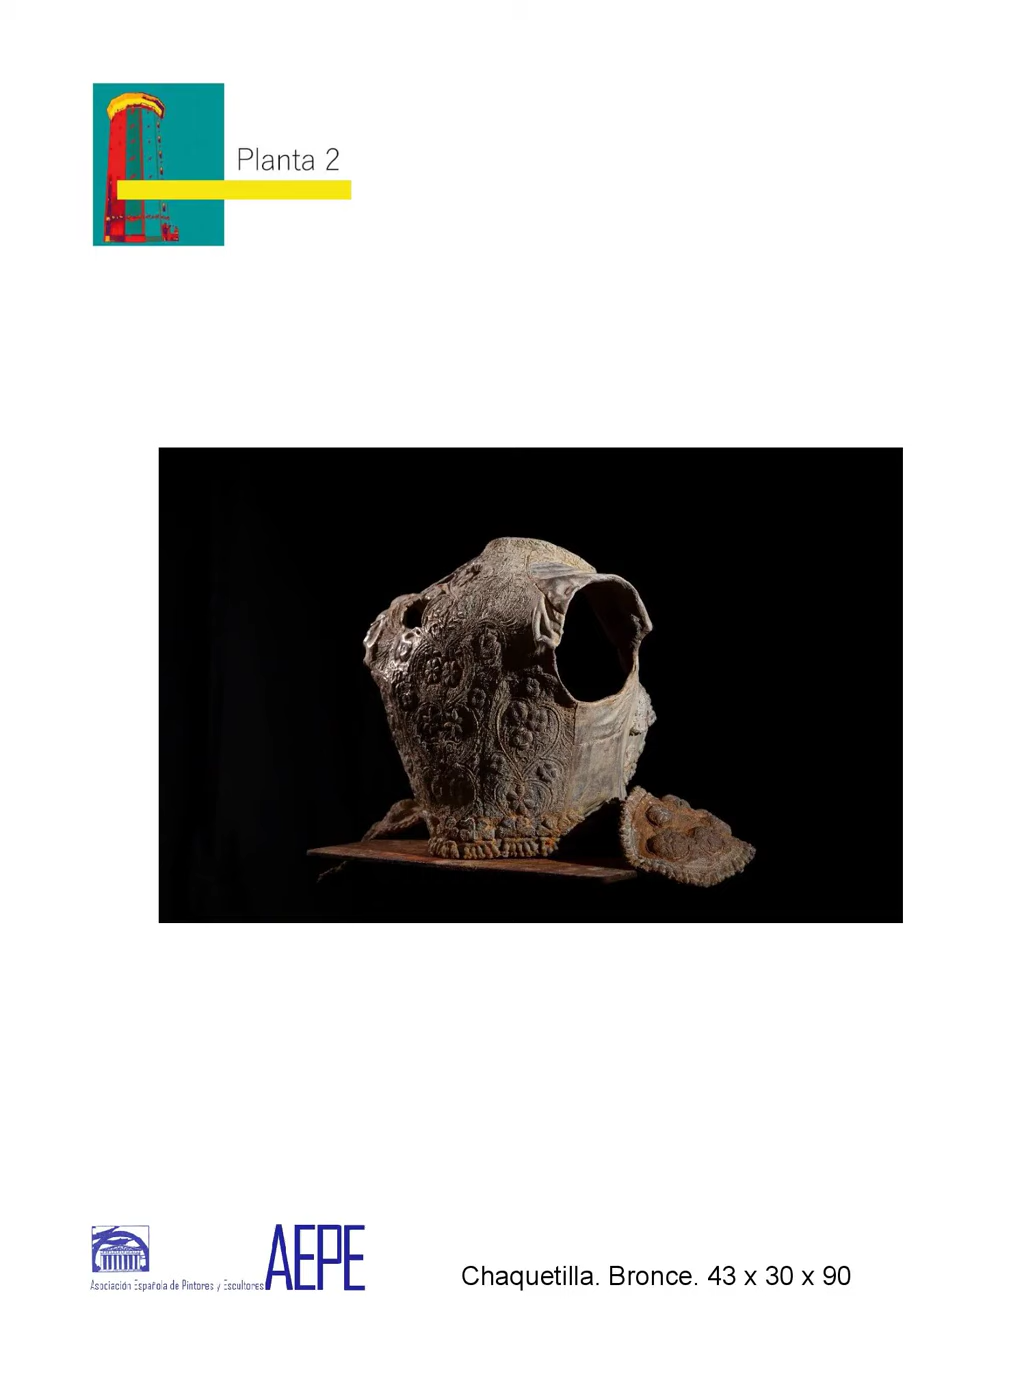 Planta 2
AEPE
Asociación Española de Pintores y Escultores
Chaquetilla. Bronce. 43 x 30 x 90